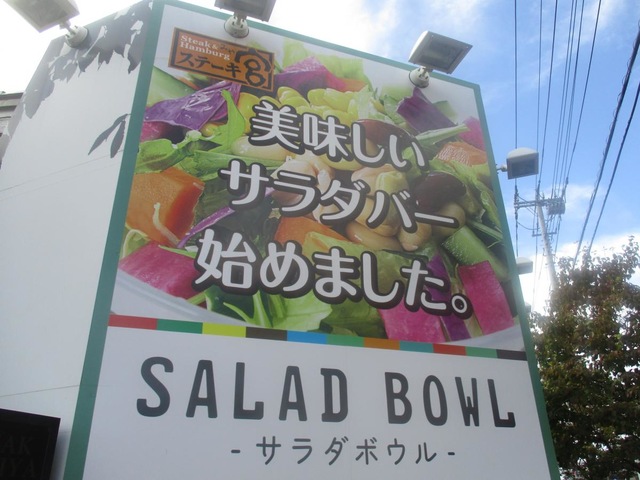 Steak &
Hamburg
ステーキ宮
美味しい
サラダバー
始めました。
SALAD BOWL
-サラダボウル-